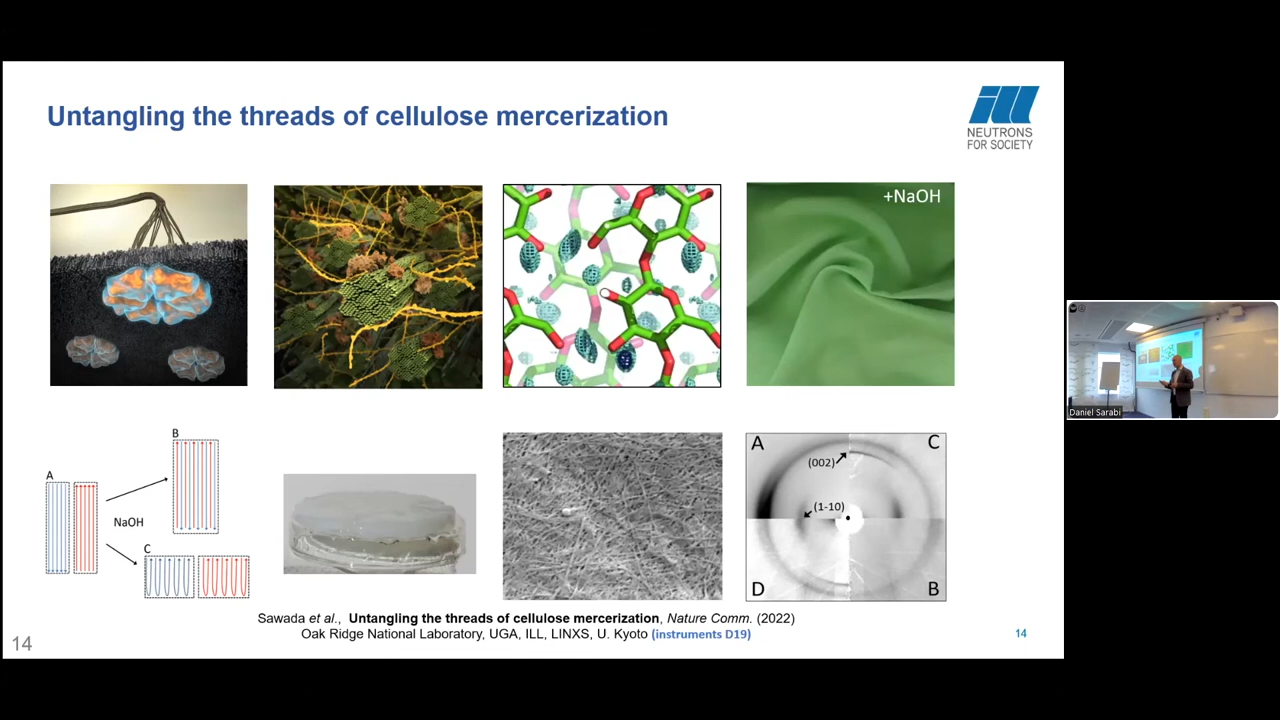 Untangling the threads of cellulose mercerization
ill
NEUTRONS
FOR SOCIETY
+NaOH
A
B
NaOH
C
A
C
(002)
(1-10)
D
B
Sawada et al., Untangling the threads of cellulose mercerization, Nature Comm. (2022)
Oak Ridge National Laboratory, UGA, ILL, LINXS, U. Kyoto (instruments D19)
14
14
Daniel Sarabi